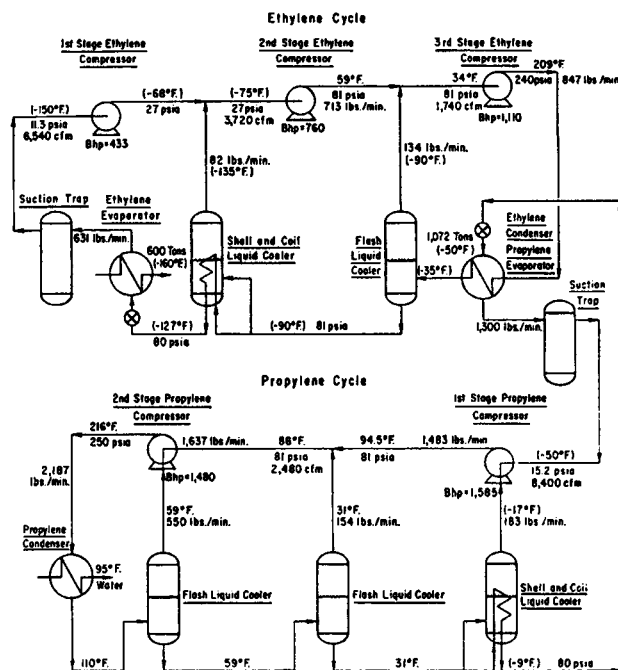 Ethylene Cycle
1st Stage Ethylene
Compressor
2nd Stage Ethylene
Compressor
3rd Stage Ethylene
Compressor
(-150°F.)
11.3 psia
6,540 cfm
(-68°F.)
27 psia
Bhp=433
(-75°F.)
27 psia
3,720 cfm
Bhp=760
59°F.
81 psia
713 lbs./min.
34°F.
81 psia
1,740 cfm
Bhp=1,110
209°F.
240psia
847 lbs/min
82 lbs./min.
(-135°F.)
134 lbs./min.
(-90°F.)
Suction Trap
Ethylene
Evaporator
631 lbs./min.
600 Tons
(-160°F)
Shell and Coil
Liquid Cooler
Flash
Liquid
Cooler
1,072 Tons
(-50°F)
(-35°F)
Ethylene
Condenser
Propylene
Evaporator
Suction
Trap
(-127°F)
80 psia
(-90°F)
81 psia
1,300 lbs./min.
Propylene Cycle
2nd Stage Propylene
Compressor
1st Stage Propylene
Compressor
216°F.
250 psia
1,637 lbs./min.
Bhp=1,480
88°F.
81 psia
2,480 cfm
94.5°F.
81 psia
1,483 lbs./min
(-50°F)
15.2 psia
8,400 cfm
Bhp=1,585
2,187
lbs./min.
59°F.
550 lbs./min.
31°F.
154 lbs./min.
(-17°F)
183 lbs./min.
Propylene
Condenser
95°F.
Water
Flash Liquid Cooler
Flash Liquid Cooler
Shell and Coil
Liquid Cooler
110°F.
59°F.
31°F.
(-9°F.)
80 psia